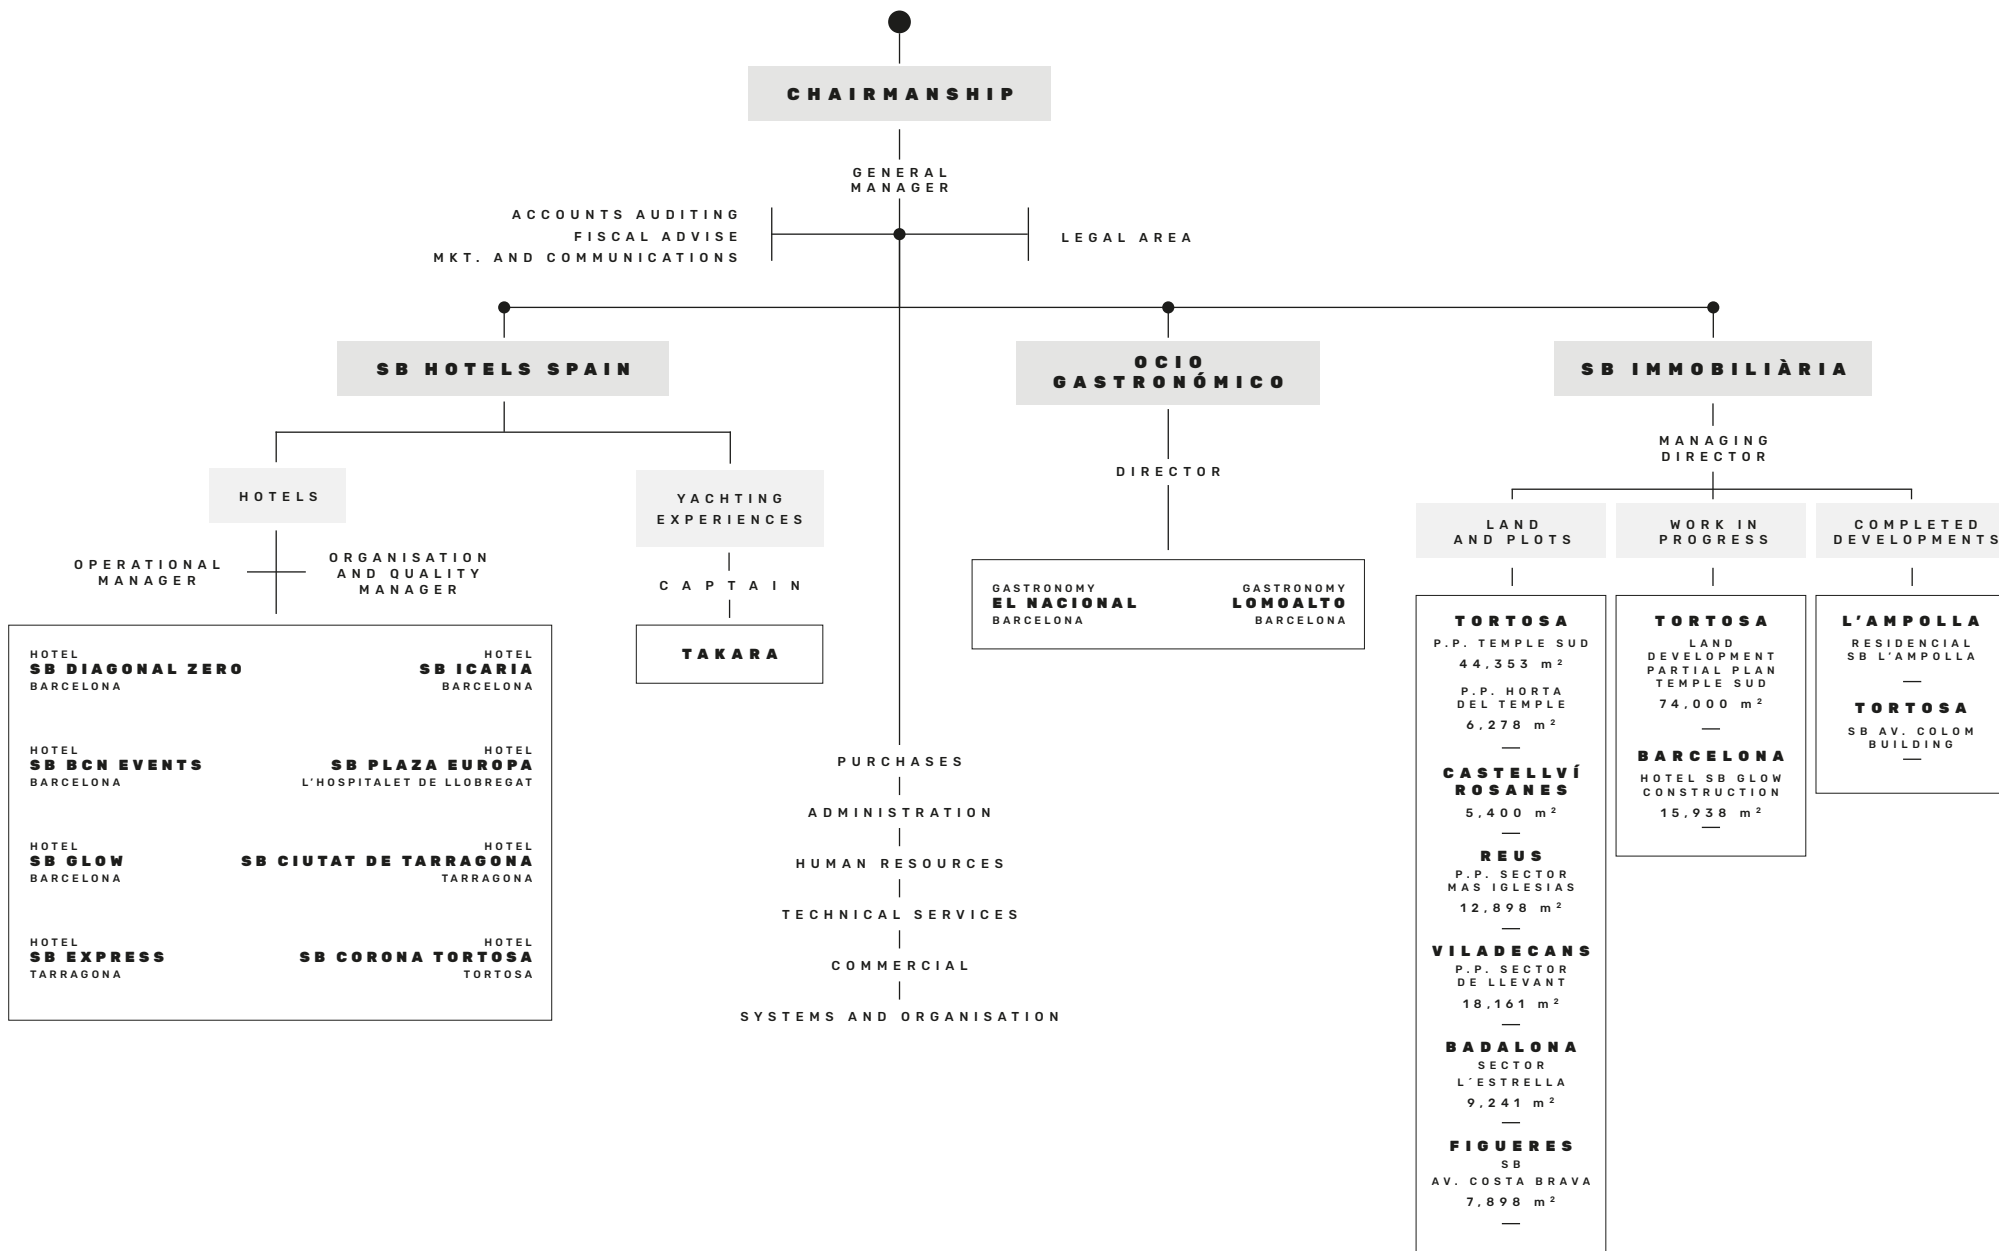 CHAIRMANSHIP
GENERAL
MANAGER
ACCOUNTS AUDITING
FISCAL ADVISE
MKT. AND COMMUNICATIONS
LEGAL AREA
SB HOTELS SPAIN
HOTELS
OPERATIONAL
MANAGER
ORGANISATION
AND QUALITY
MANAGER
HOTEL
SB DIAGONAL ZERO
BARCELONA
HOTEL
SB ICARIA
BARCELONA
HOTEL
SB BCN EVENTS
BARCELONA
HOTEL
SB PLAZA EUROPA
L'HOSPITALET DE LLOBREGAT
HOTEL
SB GLOW
BARCELONA
HOTEL
SB CIUTAT DE TARRAGONA
TARRAGONA
HOTEL
SB EXPRESS
TARRAGONA
HOTEL
SB CORONA TORTOSA
TORTOSA
YACHTING
EXPERIENCES
CAPTAIN
TAKARA
PURCHASES
ADMINISTRATION
HUMAN RESOURCES
TECHNICAL SERVICES
COMMERCIAL
SYSTEMS AND ORGANISATION
OCIO
GASTRONÓMICO
DIRECTOR
GASTRONOMY
EL NACIONAL
BARCELONA
GASTRONOMY
LOMOALTO
BARCELONA
SB IMMOBILIÀRIA
MANAGING
DIRECTOR
LAND
AND PLOTS
TORTOSA
P.P. TEMPLE SUD
44,353 m²
P.P. HORTA
DEL TEMPLE
6,278 m²
CASTELLVÍ
ROSANES
5,400 m²
REUS
P.P. SECTOR
MAS IGLESIAS
12,898 m²
VILADECANS
P.P. SECTOR
DE LLEVANT
18,161 m²
BADALONA
SECTOR
L´ESTRELLA
9,241 m²
FIGUERES
SB
AV. COSTA BRAVA
7,898 m²
WORK IN
PROGRESS
TORTOSA
LAND
DEVELOPMENT
PARTIAL PLAN
TEMPLE SUD
74,000 m²
BARCELONA
HOTEL SB GLOW
CONSTRUCTION
15,938 m²
COMPLETED
DEVELOPMENTS
L'AMPOLLA
RESIDENCIAL
SB L'AMPOLLA
TORTOSA
SB AV. COLOM
BUILDING